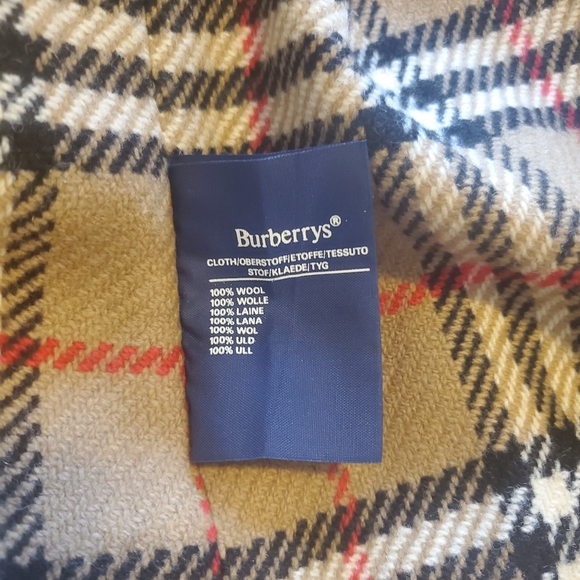 Burberrys®
CLOTH/OBERSTOFF/ETOFFE/TESSUTO
STOF/KLAEDE/TYG
100% WOOL
100% WOLLE
100% LAINE
100% LANA
100% WOL
100% ULD
100% ULL